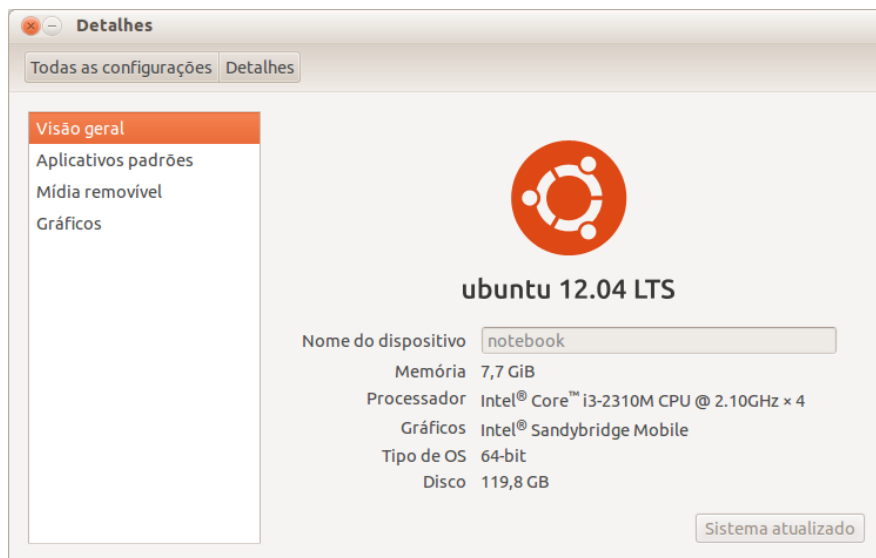 Detalhes
Todas as configurações Detalhes
Visão geral
Aplicativos padrões
Mídia removível
Gráficos
ubuntu 12.04 LTS
Nome do dispositivo notebook
Memória 7,7 GiB
Processador Intel® Core™ i3-2310M CPU @ 2.10GHz × 4
Gráficos Intel® Sandybridge Mobile
Tipo de OS 64-bit
Disco 119,8 GB
Sistema atualizado